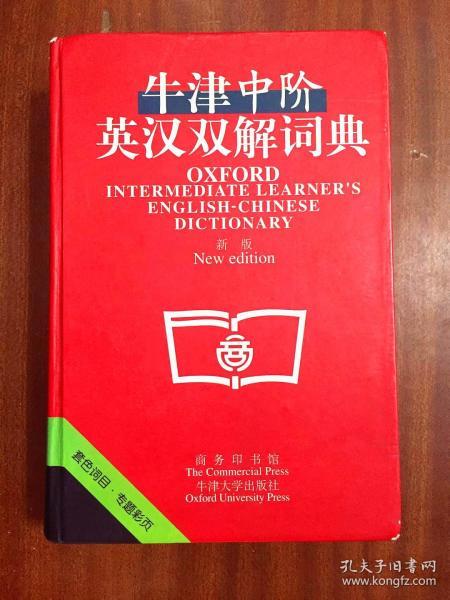 牛津中阶
英汉双解词典
OXFORD
INTERMEDIATE LEARNER'S
ENGLISH-CHINESE
DICTIONARY
新版
New edition
商
商务印书馆
The Commercial Press
牛津大学出版社
Oxford University Press
套色词目·专题彩页
孔夫子旧书网
www.kongfz.com